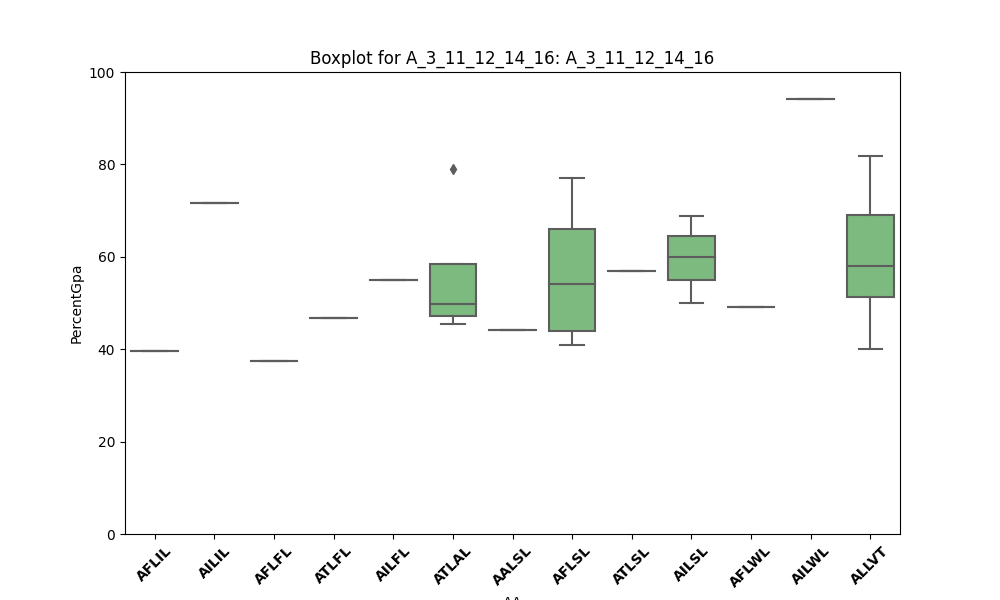 Boxplot for A_3_11_12_14_16: A_3_11_12_14_16
100
80
60
40
20
0
PercentGpa
AFLIL
AILIL
AFLFL
ATLFL
AILFL
ATLAL
AALSL
AFLSL
ATLSL
AILSL
AFLWL
AILWL
ALLVT